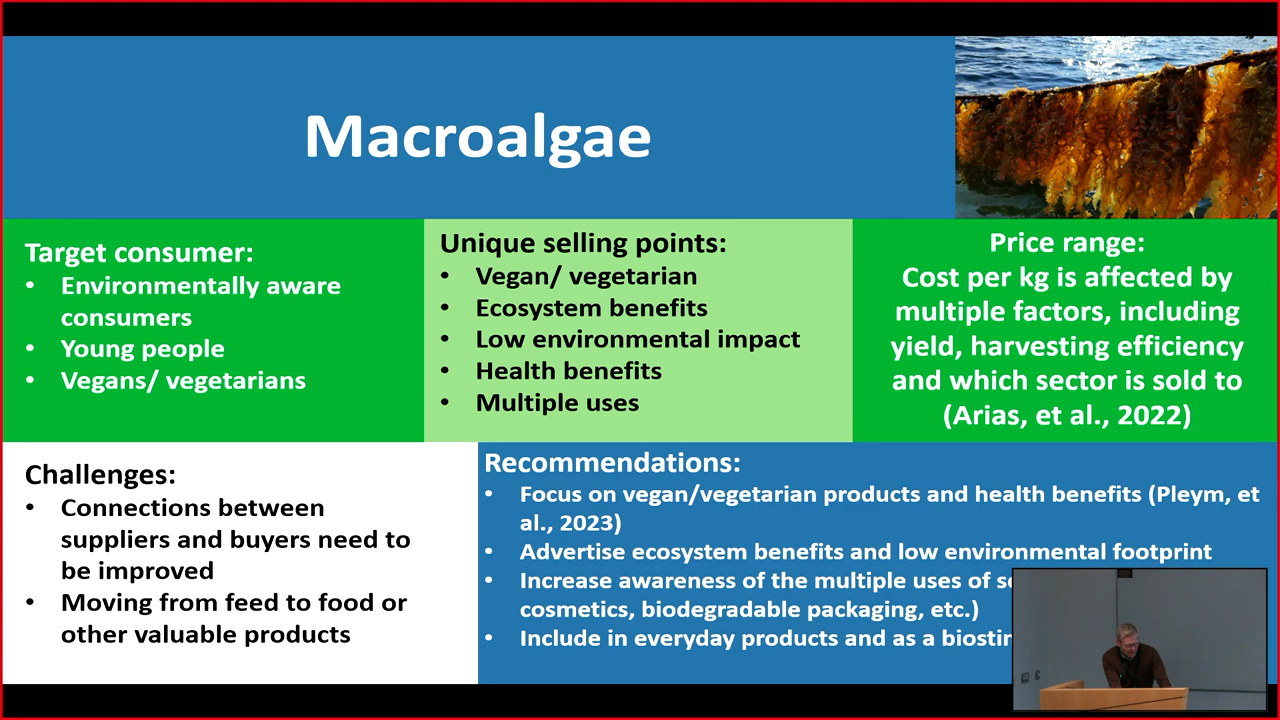 Macroalgae
Target consumer:
• Environmentally aware
consumers
• Young people
• Vegans/ vegetarians
Unique selling points:
• Vegan/ vegetarian
• Ecosystem benefits
• Low environmental impact
• Health benefits
• Multiple uses
Price range:
Cost per kg is affected by
multiple factors, including
yield, harvesting efficiency
and which sector is sold to
(Arias, et al., 2022)
Challenges:
• Connections between
suppliers and buyers need to
be improved
• Moving from feed to food or
other valuable products
Recommendations:
• Focus on vegan/vegetarian products and health benefits (Pleym, et
al., 2023)
• Advertise ecosystem benefits and low environmental footprint
• Increase awareness of the multiple uses of
cosmetics, biodegradable packaging, etc.)
• Include in everyday products and as a